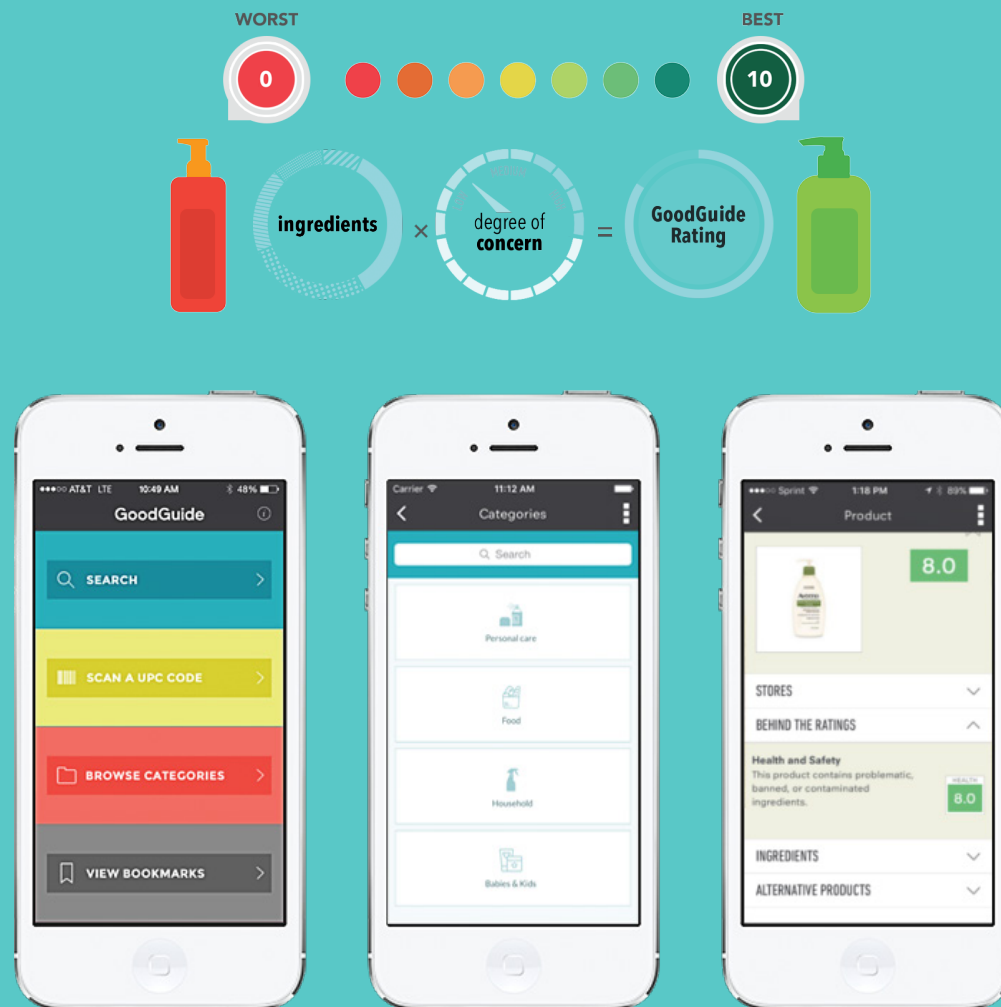 WORST
BEST
0
10
ingredients
×
degree of
concern
=
GoodGuide
Rating
AT&T LTE 10:49 AM 48%
GoodGuide
SEARCH
SCAN A UPC CODE
BROWSE CATEGORIES
VIEW BOOKMARKS
Carrier 11:12 AM
Categories
Search
Personal care
Food
Household
Babies & Kids
Sprint 1:18 PM 89%
Product
8.0
Aveeno
STORES
BEHIND THE RATINGS
Health and Safety
This product contains problematic,
banned, or contaminated
ingredients.
HEALTH
8.0
INGREDIENTS
ALTERNATIVE PRODUCTS